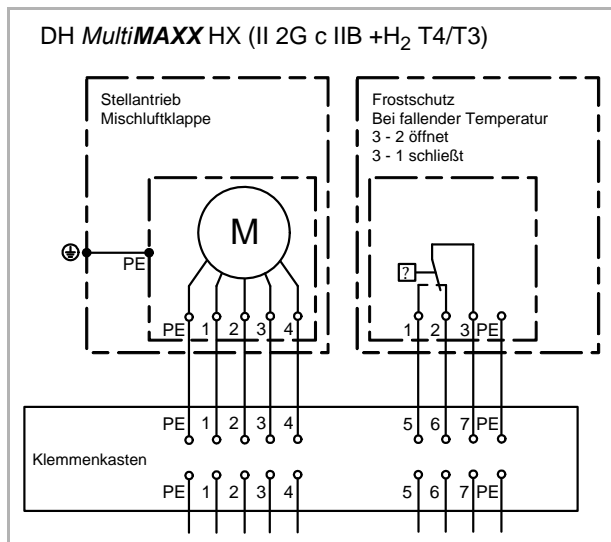 DH MultiMAXX HX (II 2G c IIB +H₂ T4/T3)
Stellantrieb
Mischluftklappe
Frostschutz
Bei fallender Temperatur
3 - 2 öffnet
3 - 1 schließt
M
PE
?
PE 1 2 3 4
1 2 3 PE
PE 1 2 3 4
5 6 7 PE
Klemmenkasten
PE 1 2 3 4
5 6 7 PE